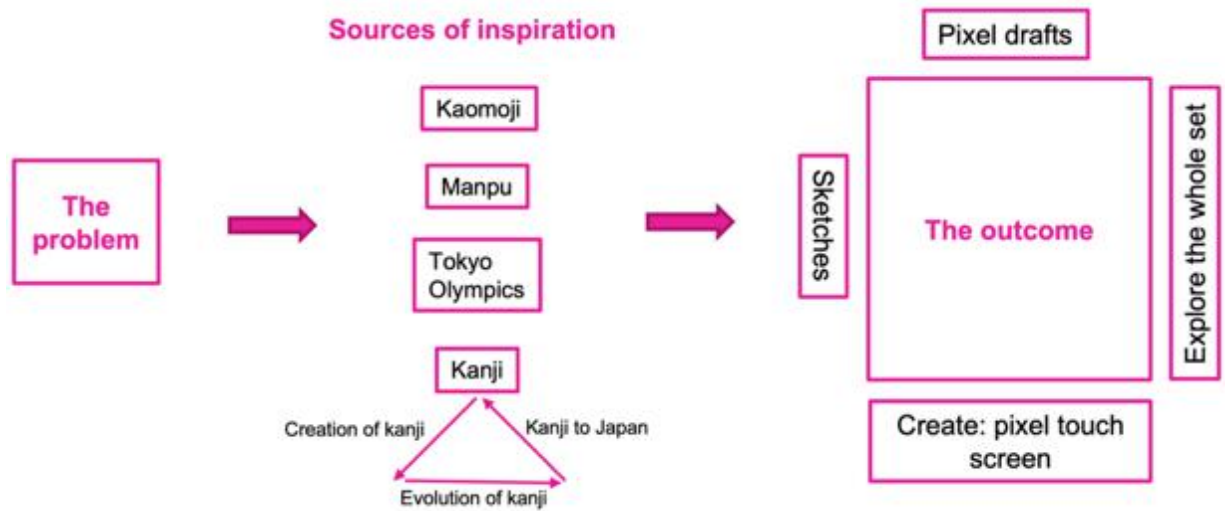 Sources of inspiration
The
problem
Kaomoji
Manpu
Tokyo
Olympics
Kanji
Creation of kanji
Kanji to Japan
Evolution of kanji
Pixel drafts
Sketches
The outcome
Explore the whole set
Create: pixel touch
screen